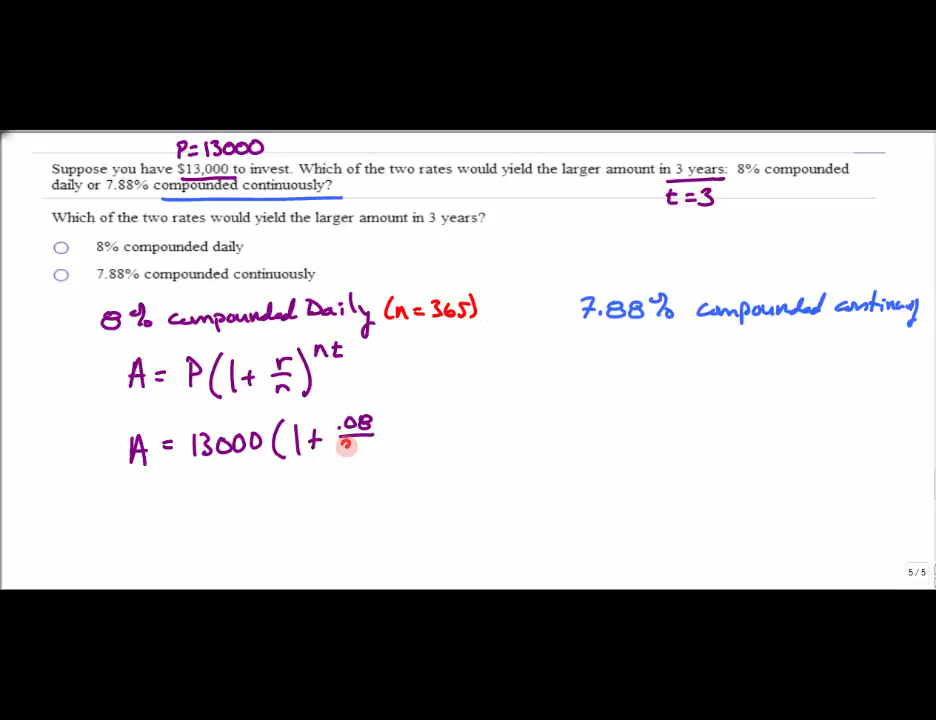 P=13000
Suppose you have $13,000 to invest. Which of the two rates would yield the larger amount in 3 years: 8% compounded
daily or 7.88% compounded continuously?
t=3
Which of the two rates would yield the larger amount in 3 years?
8% compounded daily
7.88% compounded continuously
8% compounded Daily (n=365)
7.88% compounded
A = P(1+ r/n)^nt
A = 13000 (1+ .08/
5/5